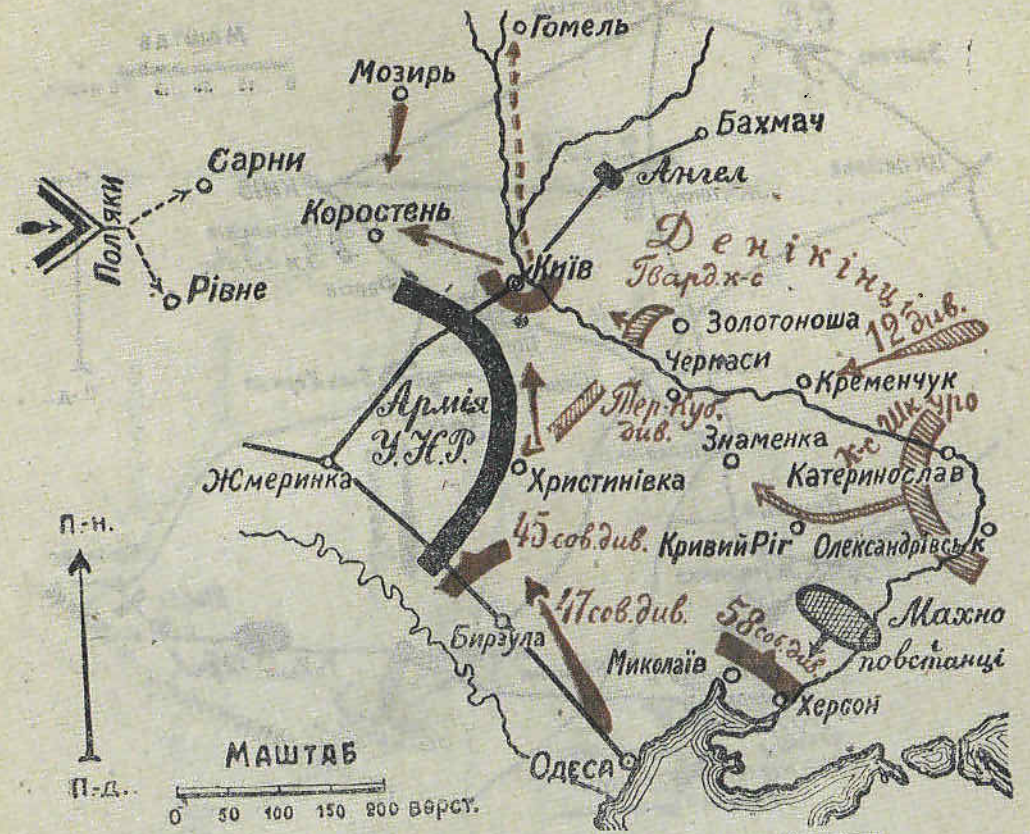 Гомель
Мозирь
Бахмач
Сарни
Ангел
Поляки
Коростень
Денікінці
Київ
Гвард. к-с
Рівне
Золотоноша
12 див.
Черкаси
Кременчук
Армія
У.Н.Р.
Тер.-Куб.
див.
к-с Шкуро
Знаменка
Жмеринка
Христинівка
Катеринослав
П.-н.
45 сов. див.
Кривий Ріг
Олександрівськ
47 сов. див.
58 сов. див.
Махно
повстанці
Бирзула
Миколаїв
Херсон
МАШТАБ
Одеса
П.-д.
0 50 100 150 200 верст.